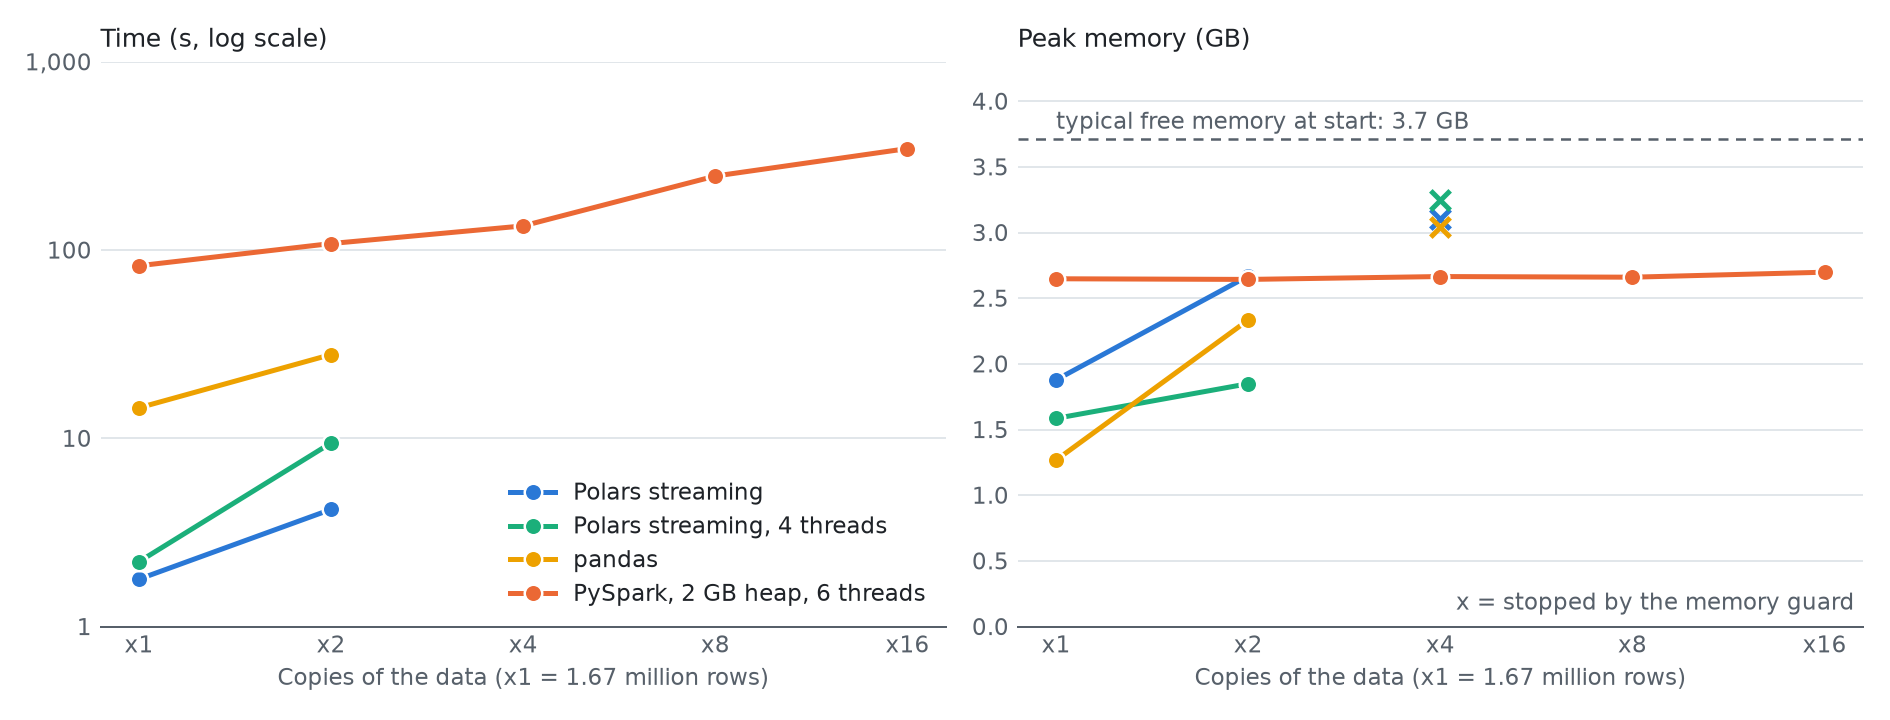 Time (s, log scale)
1,000
100
10
1
x1 x2 x4 x8 x16
Copies of the data (x1 = 1.67 million rows)
Polars streaming
Polars streaming, 4 threads
pandas
PySpark, 2 GB heap, 6 threads
Peak memory (GB)
4.0
typical free memory at start: 3.7 GB
3.5
3.0
2.5
2.0
1.5
1.0
0.5
x = stopped by the memory guard
0.0
x1 x2 x4 x8 x16
Copies of the data (x1 = 1.67 million rows)